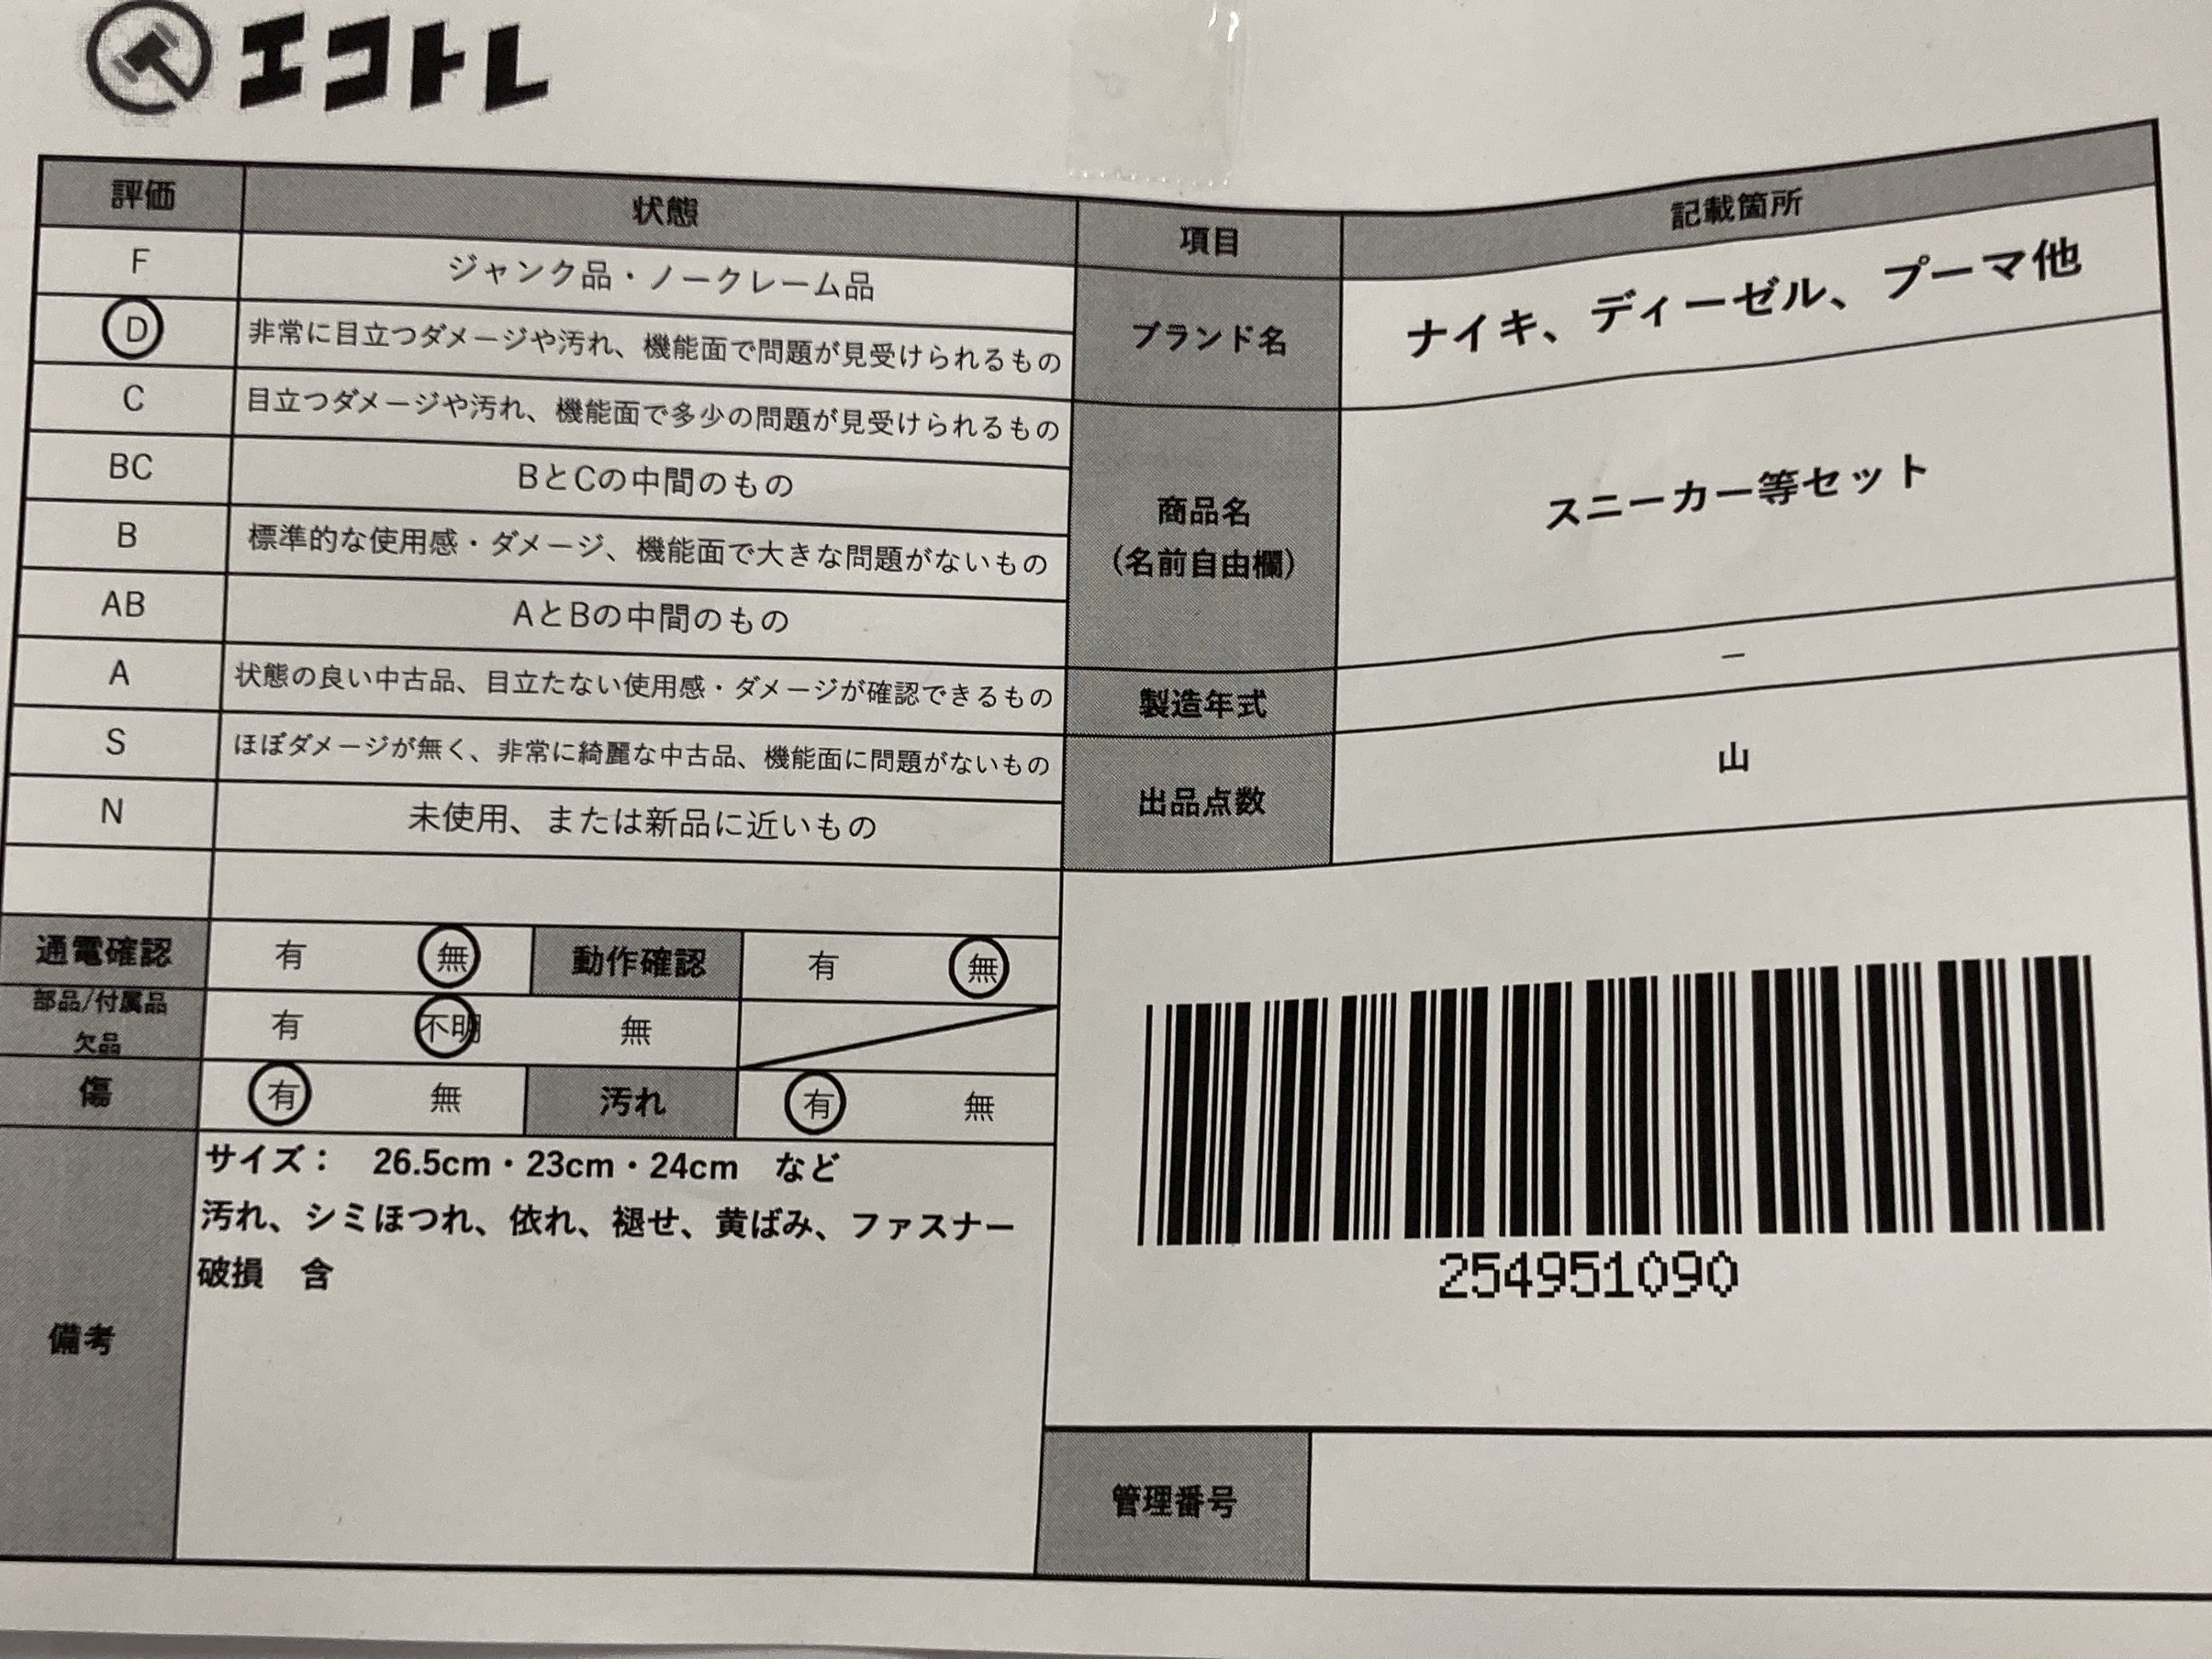 エコトレ
評価 状態 項目 記載箇所
F ジャンク品・ノークレーム品
D 非常に目立つダメージや汚れ、機能面で問題が見受けられるもの
C 目立つダメージや汚れ、機能面で多少の問題が見受けられるもの
BC BとCの中間のもの
B 標準的な使用感・ダメージ、機能面で大きな問題がないもの
AB AとBの中間のもの
A 状態の良い中古品、目立たない使用感・ダメージが確認できるもの
S ほぼダメージが無く、非常に綺麗な中古品、機能面に問題がないもの
N 未使用、または新品に近いもの
ブランド名 ナイキ、ディーゼル、プーマ他
商品名
(名前自由欄)
スニーカー等セット
製造年式 －
出品点数 山
通電確認 有 無 動作確認 有 無
部品/付属品
欠品
有 不明 無
傷 有 無 汚れ 有 無
備考
サイズ： 26.5cm・23cm・24cm など
汚れ、シミほつれ、依れ、褪せ、黄ばみ、ファスナー
破損 含
254951090
管理番号